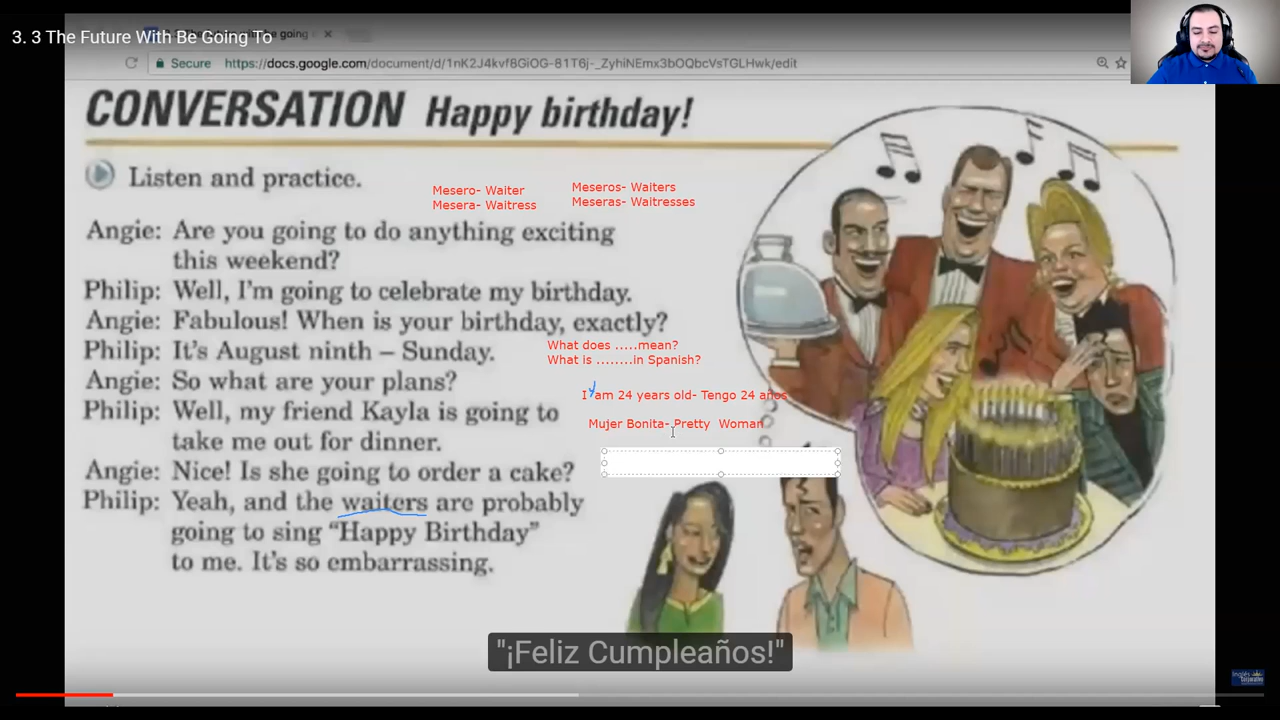 3. 3 The Future With Be Going To
Secure https://docs.google.com/document/d/1nK2J4kvf8GiOG-81T6j-_ZyhiNEmx3bOQbcVsTGLHwk/edit
CONVERSATION Happy birthday!
Listen and practice.
Mesero- Waiter
Mesera- Waitress
Meseros- Waiters
Meseras- Waitresses
Angie: Are you going to do anything exciting
this weekend?
Philip: Well, I'm going to celebrate my birthday.
Angie: Fabulous! When is your birthday, exactly?
Philip: It's August ninth – Sunday.
What does .....mean?
What is ........in Spanish?
Angie: So what are your plans?
I am 24 years old- Tengo 24 años
Philip: Well, my friend Kayla is going to
take me out for dinner.
Mujer Bonita- Pretty Woman
Angie: Nice! Is she going to order a cake?
Philip: Yeah, and the waiters are probably
going to sing “Happy Birthday”
to me. It's so embarrassing.
"¡Feliz Cumpleaños!"